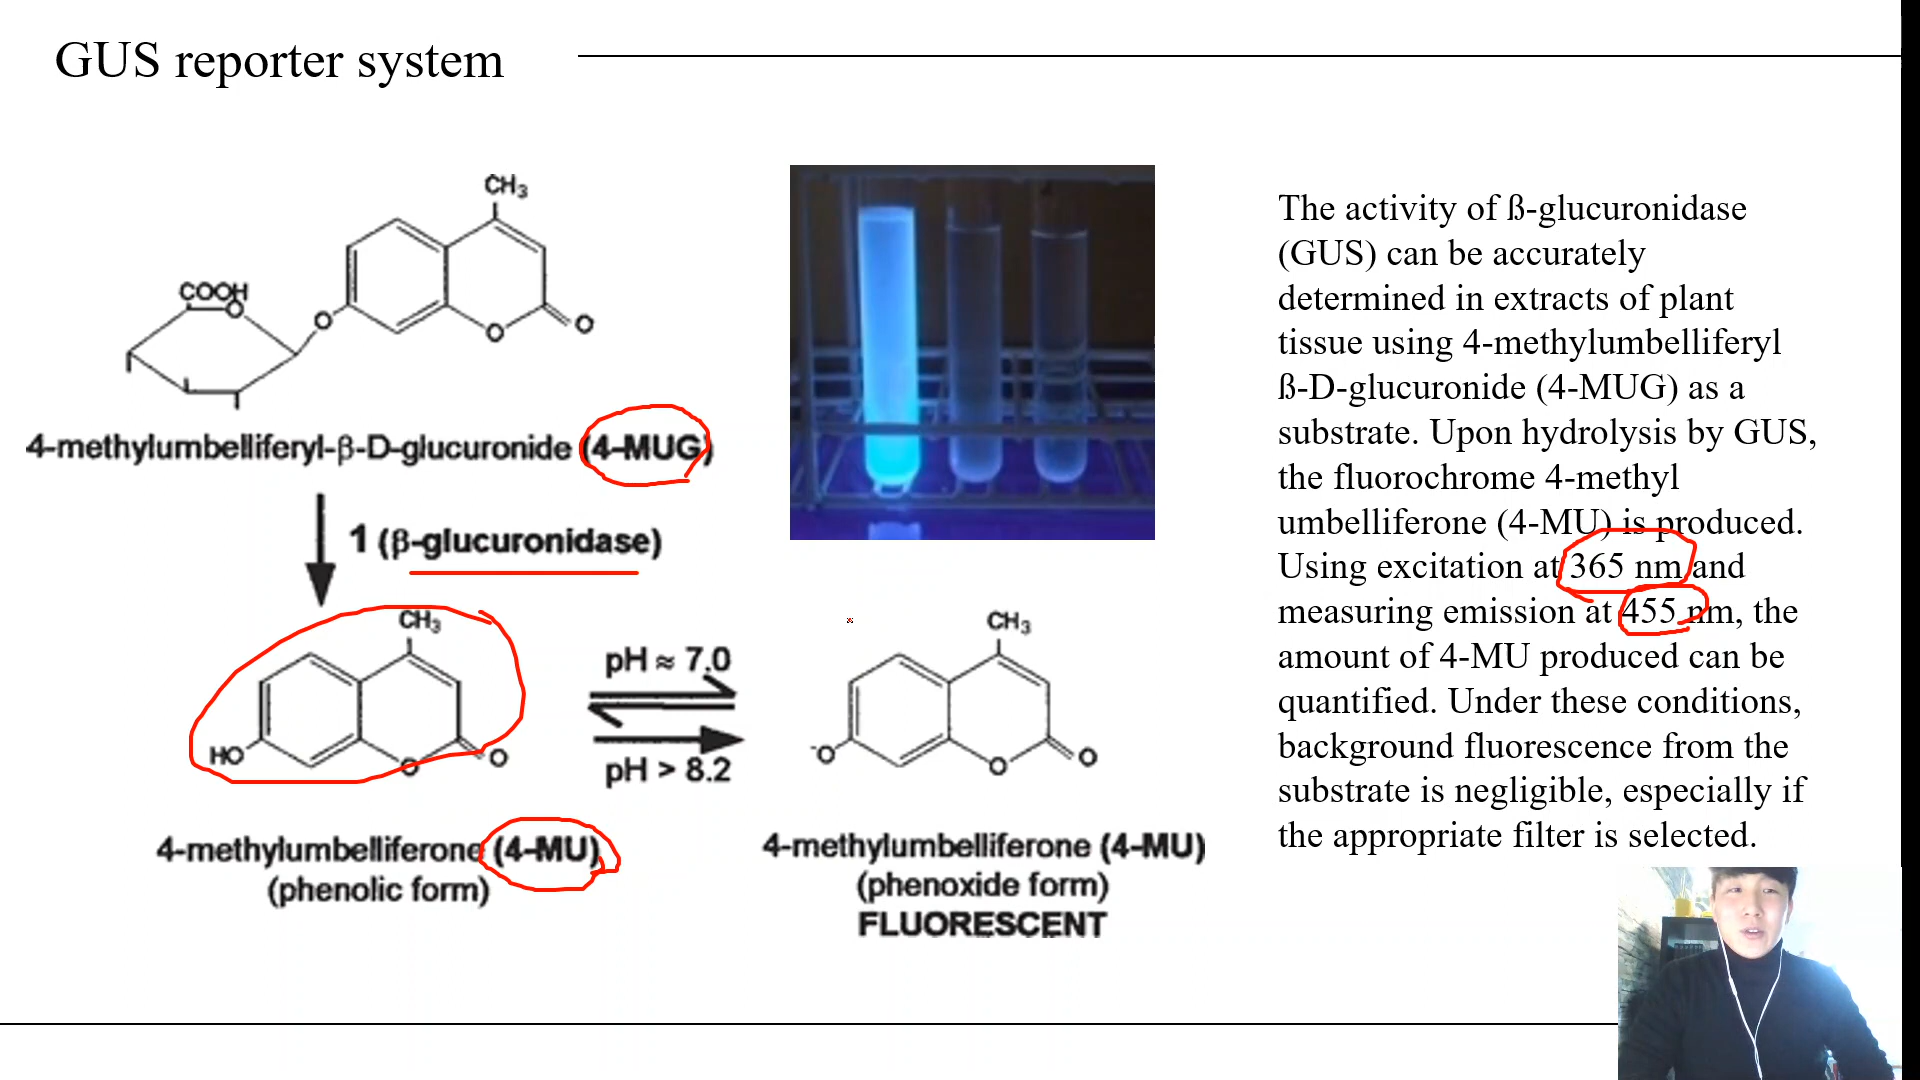 GUS reporter system
CH₃
COOH
O
O
O
O
4-methylumbelliferyl-β-D-glucuronide (4-MUG)
1 (β-glucuronidase)
CH₃
HO
O
O
pH ≈ 7.0
pH > 8.2
CH₃
⁻O
O
O
4-methylumbelliferone (4-MU)
(phenolic form)
4-methylumbelliferone (4-MU)
(phenoxide form)
FLUORESCENT
The activity of ß-glucuronidase
(GUS) can be accurately
determined in extracts of plant
tissue using 4-methylumbelliferyl
ß-D-glucuronide (4-MUG) as a
substrate. Upon hydrolysis by GUS,
the fluorochrome 4-methyl
umbelliferone (4-MU) is produced.
Using excitation at 365 nm and
measuring emission at 455 nm, the
amount of 4-MU produced can be
quantified. Under these conditions,
background fluorescence from the
substrate is negligible, especially if
the appropriate filter is selected.